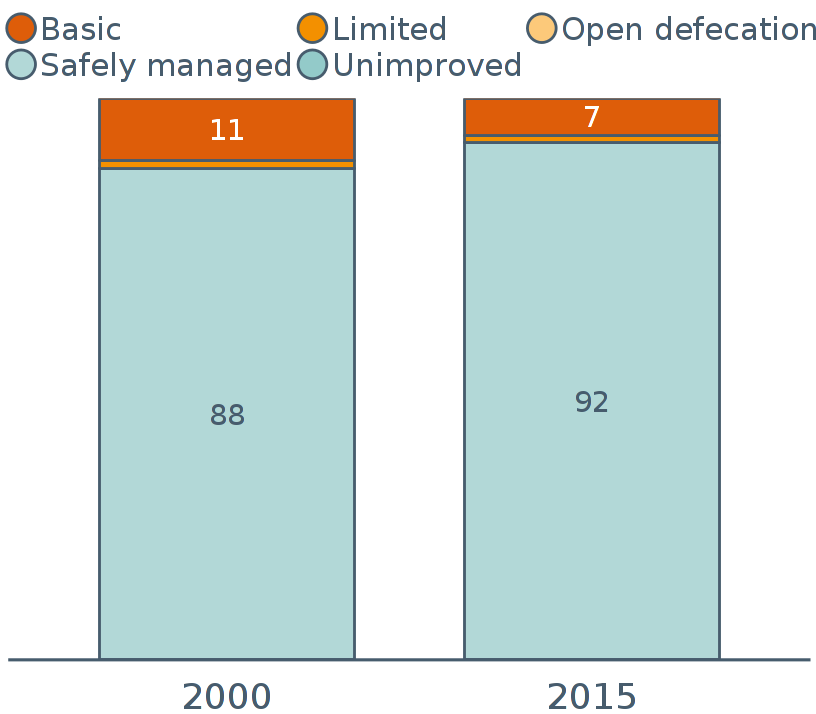 Basic Limited Open defecation
Safely managed Unimproved
11 7
88 92
2000 2015